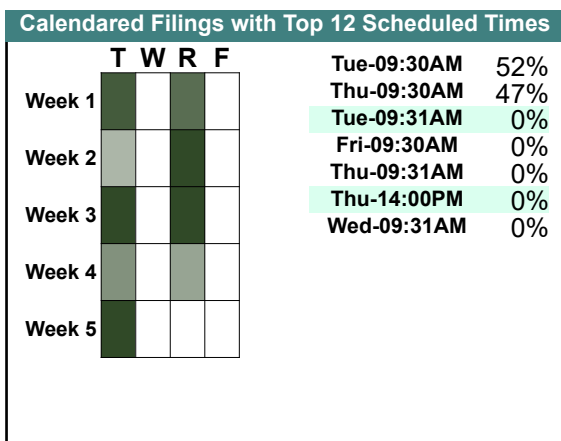 Calendared Filings with Top 12 Scheduled Times
T W R F
Week 1
Week 2
Week 3
Week 4
Week 5
Tue-09:30AM 52%
Thu-09:30AM 47%
Tue-09:31AM 0%
Fri-09:30AM 0%
Thu-09:31AM 0%
Thu-14:00PM 0%
Wed-09:31AM 0%